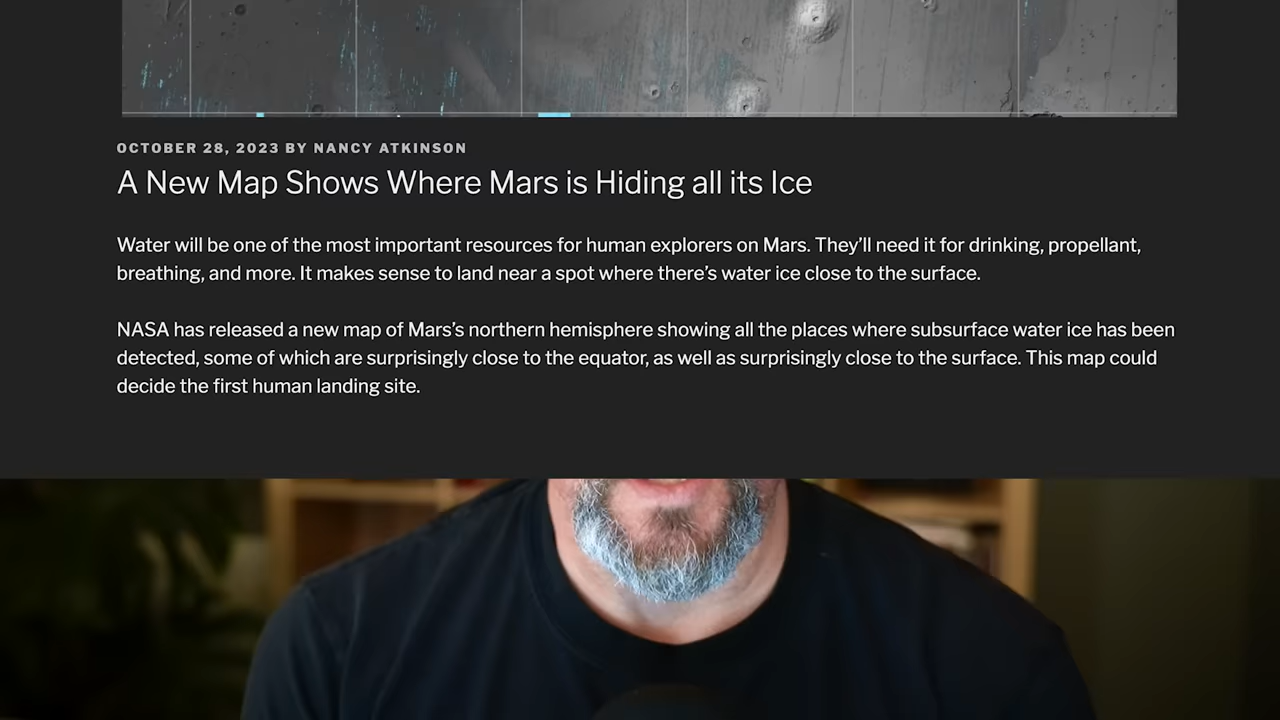 OCTOBER 28, 2023 BY NANCY ATKINSON
A New Map Shows Where Mars is Hiding all its Ice
Water will be one of the most important resources for human explorers on Mars. They’ll need it for drinking, propellant,
breathing, and more. It makes sense to land near a spot where there’s water ice close to the surface.
NASA has released a new map of Mars’s northern hemisphere showing all the places where subsurface water ice has been
detected, some of which are surprisingly close to the equator, as well as surprisingly close to the surface. This map could
decide the first human landing site.